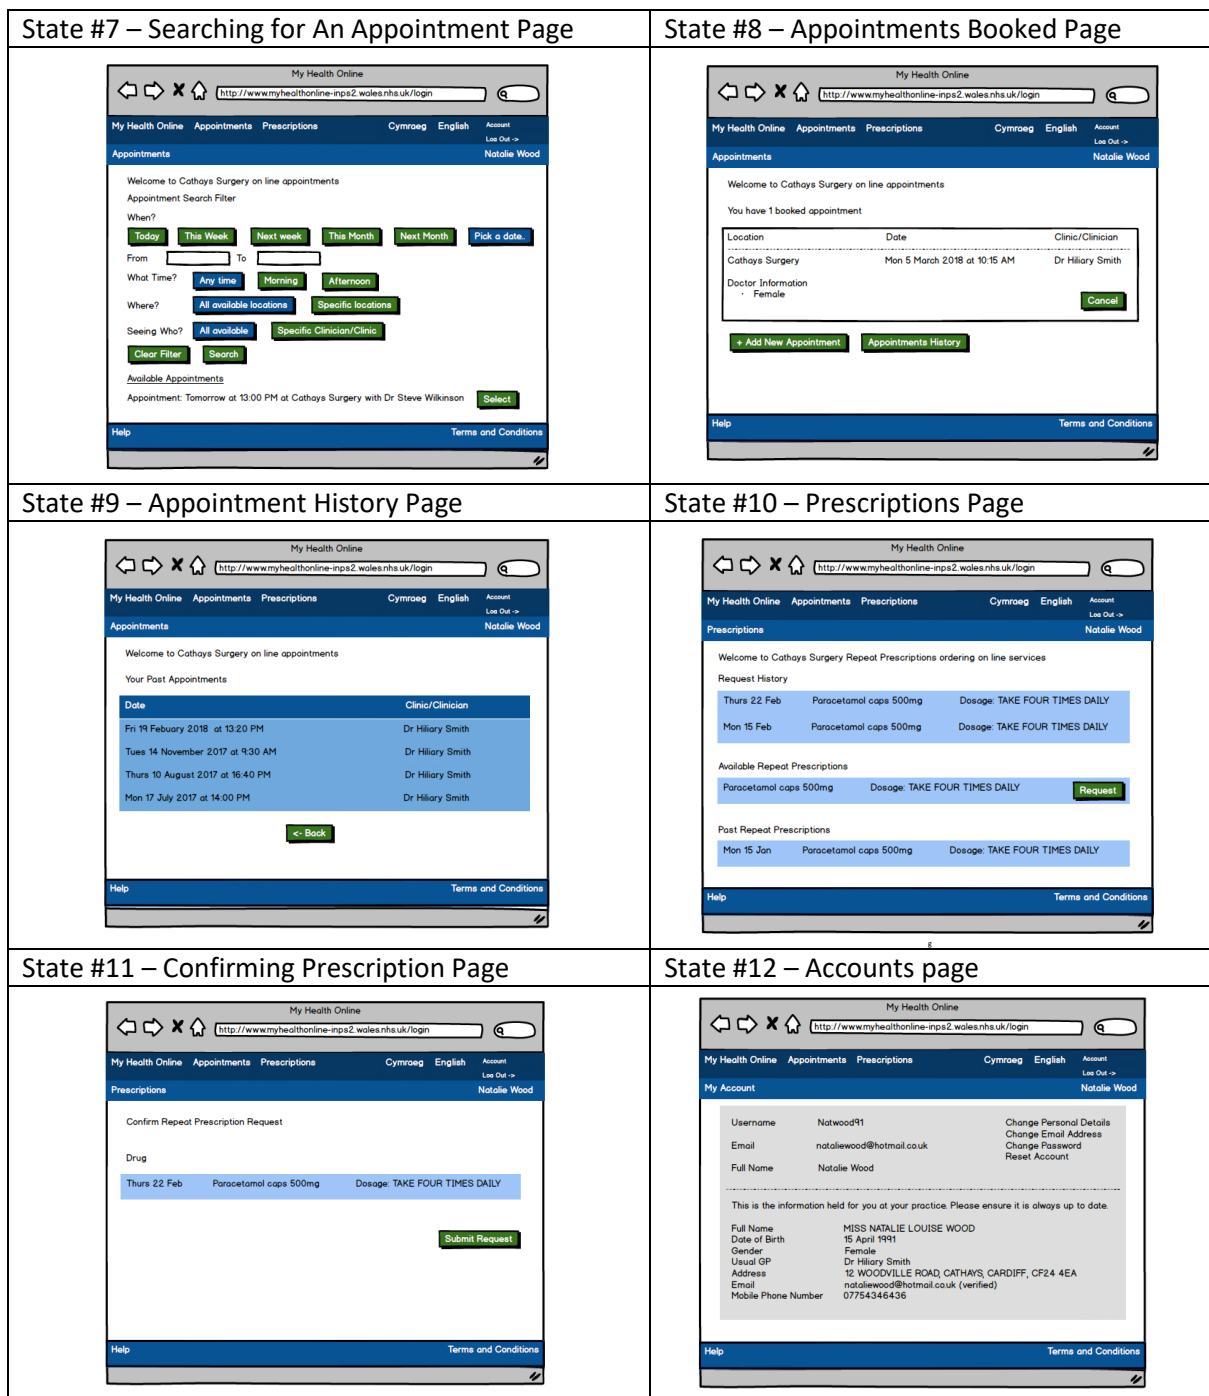 State #7 – Searching for An Appointment Page
My Health Online
http://www.myhealthonline-inps2.wales.nhs.uk/login
My Health Online Appointments Prescriptions Cymraeg English Account
Log Out ->
Appointments Natalie Wood
Welcome to Cathays Surgery on line appointments
Appointment Search Filter
When?
Today This Week Next week This Month Next Month Pick a date..
From To
What Time? Any time Morning Afternoon
Where? All available locations Specific locations
Seeing Who? All available Specific Clinician/Clinic
Clear Filter Search
Available Appointments
Appointment: Tomorrow at 13:00 PM at Cathays Surgery with Dr Steve Wilkinson Select
Help Terms and Conditions
State #8 – Appointments Booked Page
My Health Online
http://www.myhealthonline-inps2.wales.nhs.uk/login
My Health Online Appointments Prescriptions Cymraeg English Account
Log Out ->
Appointments Natalie Wood
Welcome to Cathays Surgery on line appointments
You have 1 booked appointment
Location Date Clinic/Clinician
Cathays Surgery Mon 5 March 2018 at 10:15 AM Dr Hiliary Smith
Doctor Information
· Female
Cancel
+ Add New Appointment Appointments History
Help Terms and Conditions
State #9 – Appointment History Page
My Health Online
http://www.myhealthonline-inps2.wales.nhs.uk/login
My Health Online Appointments Prescriptions Cymraeg English Account
Log Out ->
Appointments Natalie Wood
Welcome to Cathays Surgery on line appointments
Your Past Appointments
Date Clinic/Clinician
Fri 19 Febuary 2018 at 13:20 PM Dr Hiliary Smith
Tues 14 November 2017 at 9:30 AM Dr Hiliary Smith
Thurs 10 August 2017 at 16:40 PM Dr Hiliary Smith
Mon 17 July 2017 at 14:00 PM Dr Hiliary Smith
<- Back
Help Terms and Conditions
State #10 – Prescriptions Page
My Health Online
http://www.myhealthonline-inps2.wales.nhs.uk/login
My Health Online Appointments Prescriptions Cymraeg English Account
Log Out ->
Prescriptions Natalie Wood
Welcome to Cathays Surgery Repeat Prescriptions ordering on line services
Request History
Thurs 22 Feb Paracetamol caps 500mg Dosage: TAKE FOUR TIMES DAILY
Mon 15 Feb Paracetamol caps 500mg Dosage: TAKE FOUR TIMES DAILY
Available Repeat Prescriptions
Paracetamol caps 500mg Dosage: TAKE FOUR TIMES DAILY Request
Past Repeat Prescriptions
Mon 15 Jan Paracetamol caps 500mg Dosage: TAKE FOUR TIMES DAILY
Help Terms and Conditions
g
State #11 – Confirming Prescription Page
My Health Online
http://www.myhealthonline-inps2.wales.nhs.uk/login
My Health Online Appointments Prescriptions Cymraeg English Account
Log Out ->
Prescriptions Natalie Wood
Confirm Repeat Prescription Request
Drug
Thurs 22 Feb Paracetamol caps 500mg Dosage: TAKE FOUR TIMES DAILY
Submit Request
Help Terms and Conditions
State #12 – Accounts page
My Health Online
http://www.myhealthonline-inps2.wales.nhs.uk/login
My Health Online Appointments Prescriptions Cymraeg English Account
Log Out ->
My Account Natalie Wood
Username Natwood91 Change Personal Details
Change Email Address
Email nataliewood@hotmail.co.uk Change Password
Reset Account
Full Name Natalie Wood
This is the information held for you at your practice. Please ensure it is always up to date.
Full Name MISS NATALIE LOUISE WOOD
Date of Birth 15 April 1991
Gender Female
Usual GP Dr Hiliary Smith
Address 12 WOODVILLE ROAD, CATHAYS, CARDIFF, CF24 4EA
Email nataliewood@hotmail.co.uk (verified)
Mobile Phone Number 07754346436
Help Terms and Conditions